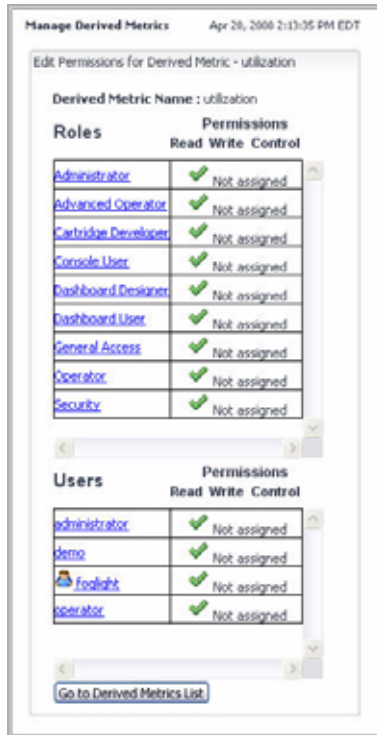 Manage Derived Metrics Apr 28, 2008 2:13:35 PM EDT
Edit Permissions for Derived Metric - utilization
Derived Metric Name : utilization
Roles
Permissions
Read Write Control
Administrator Not assigned
Advanced Operator Not assigned
Cartridge Developer Not assigned
Console User Not assigned
Dashboard Designer Not assigned
Dashboard User Not assigned
General Access Not assigned
Operator Not assigned
Security Not assigned
Users
Permissions
Read Write Control
administrator Not assigned
demo Not assigned
foglight Not assigned
operator Not assigned
Go to Derived Metrics List